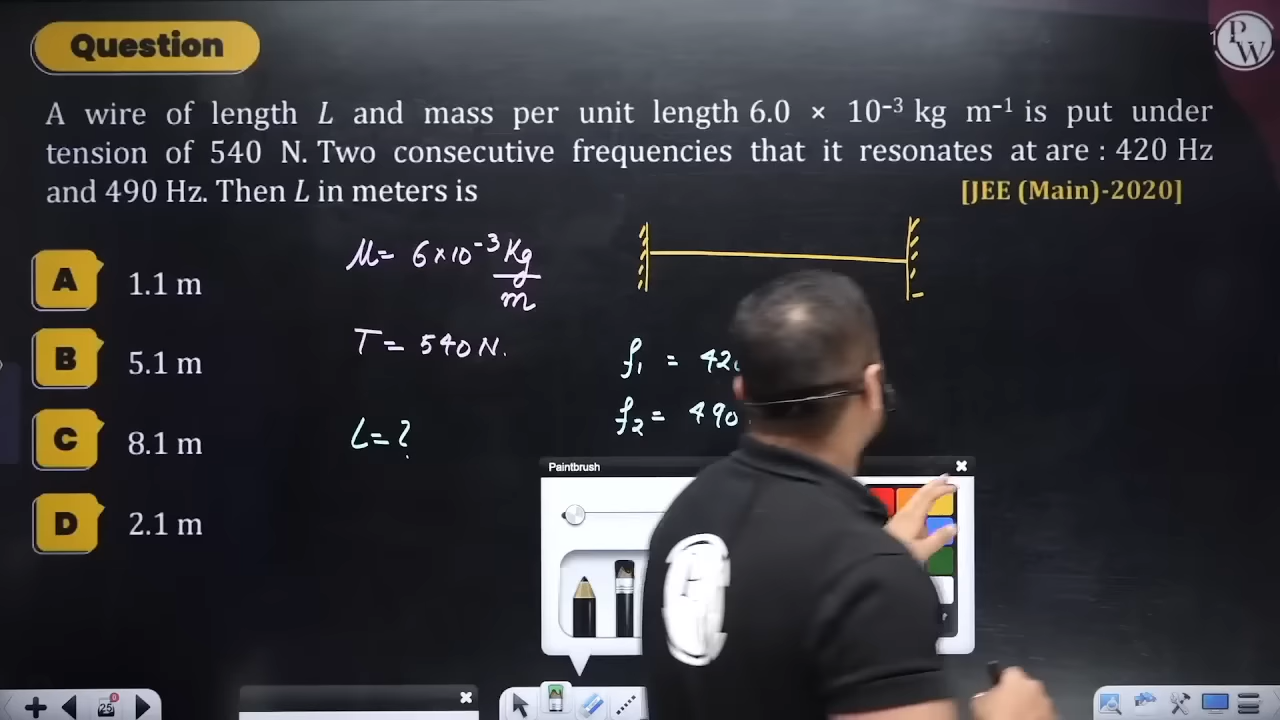 Question
PW
A wire of length L and mass per unit length 6.0 × 10⁻³ kg m⁻¹ is put under
tension of 540 N. Two consecutive frequencies that it resonates at are : 420 Hz
and 490 Hz. Then L in meters is
[JEE (Main)-2020]
A 1.1 m
B 5.1 m
C 8.1 m
D 2.1 m
μ = 6×10⁻³ Kg/m
T = 540 N.
L = ?
f₁ = 42
f₂ = 490
Paintbrush
25